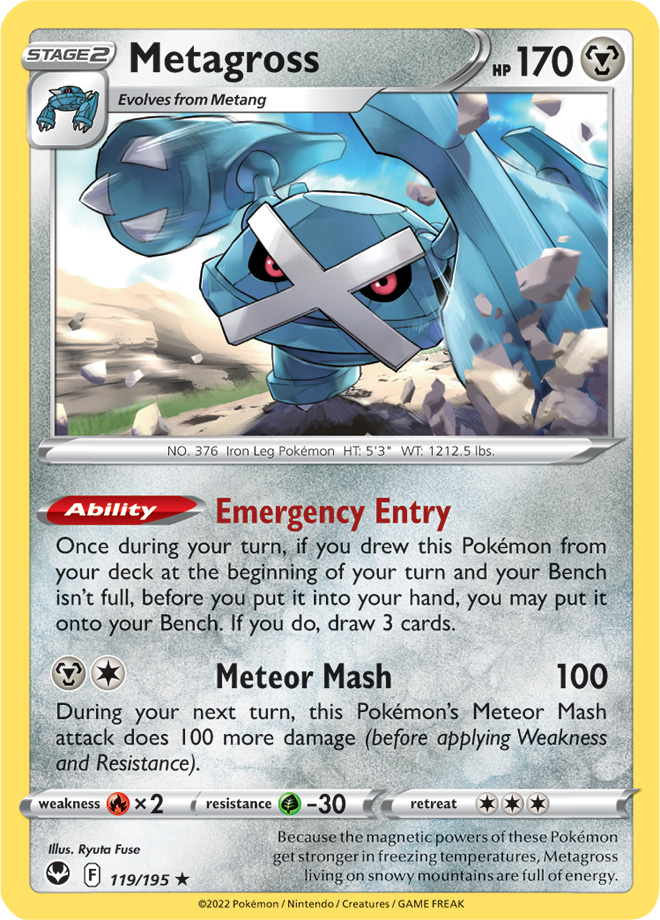 STAGE2
Metagross
HP 170
Evolves from Metang
NO. 376 Iron Leg Pokémon HT: 5'3" WT: 1212.5 lbs.
Ability Emergency Entry
Once during your turn, if you drew this Pokémon from
your deck at the beginning of your turn and your Bench
isn't full, before you put it into your hand, you may put it
onto your Bench. If you do, draw 3 cards.
Meteor Mash 100
During your next turn, this Pokémon's Meteor Mash
attack does 100 more damage (before applying Weakness
and Resistance).
weakness ×2 resistance -30 retreat
Illus. Ryuta Fuse
F 119/195 ★
Because the magnetic powers of these Pokémon
get stronger in freezing temperatures, Metagross
living on snowy mountains are full of energy.
©2022 Pokémon / Nintendo / Creatures / GAME FREAK